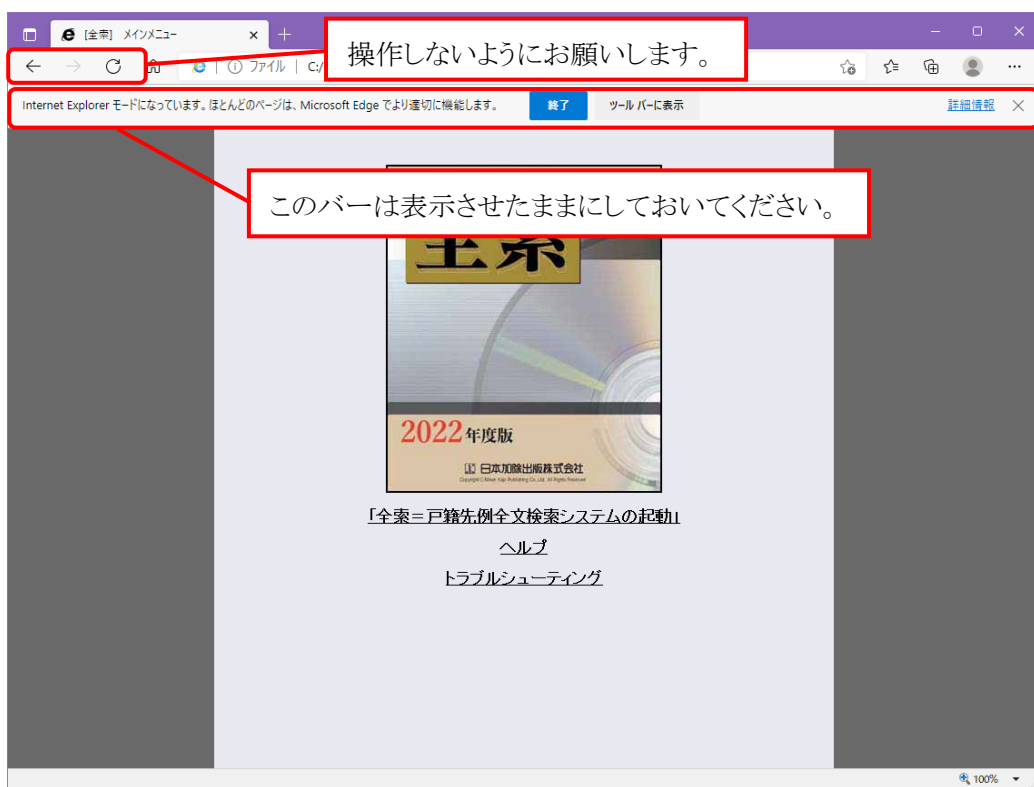 [全索] メインメニュー
操作しないようにお願いします。
ファイル | C:/
Internet Explorer モードになっています。ほとんどのページは、Microsoft Edge でより適切に機能します。 終了 ツール バーに表示 詳細情報
このバーは表示させたままにしておいてください。
全索
2022年度版
日本加除出版株式会社
「全索=戸籍先例全文検索システムの起動」
ヘルプ
トラブルシューティング
100%